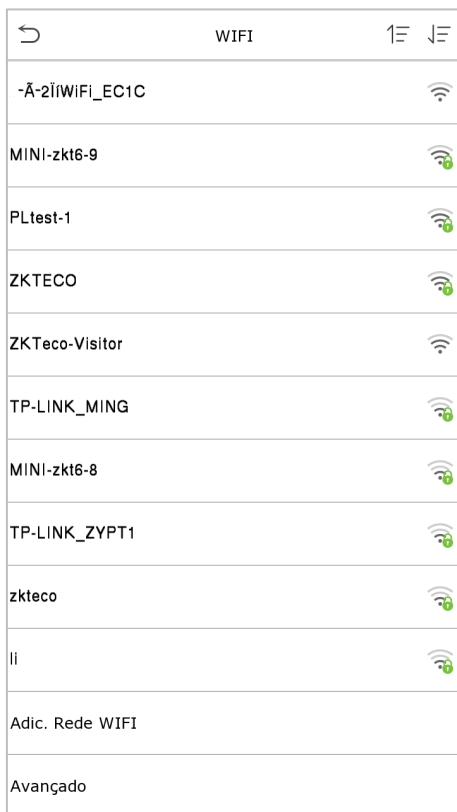 WIFI
-Ã-2ÏíWiFi_EC1C
MINI-zkt6-9
PLtest-1
ZKTECO
ZKTeco-Visitor
TP-LINK_MING
MINI-zkt6-8
TP-LINK_ZYPT1
zkteco
li
Adic. Rede WIFI
Avançado